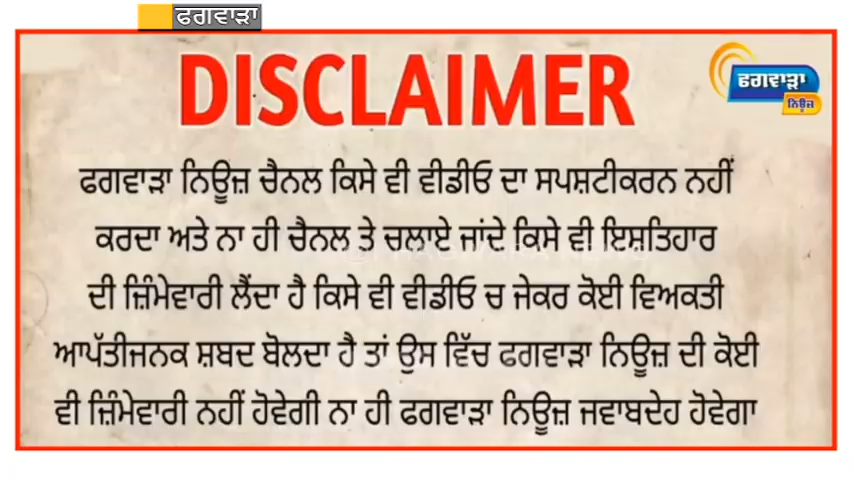 ਫਗਵਾੜਾ
DISCLAIMER
ਫਗਵਾੜਾ
ਨਿਊਜ਼
ਫਗਵਾੜਾ ਨਿਊਜ਼ ਚੈਨਲ ਕਿਸੇ ਵੀ ਵੀਡੀਓ ਦਾ ਸਪਸ਼ਟੀਕਰਨ ਨਹੀਂ
ਕਰਦਾ ਅਤੇ ਨਾ ਹੀ ਚੈਨਲ ਤੇ ਚਲਾਏ ਜਾਂਦੇ ਕਿਸੇ ਵੀ ਇਸ਼ਤਿਹਾਰ
ਦੀ ਜ਼ਿੰਮੇਵਾਰੀ ਲੈਂਦਾ ਹੈ ਕਿਸੇ ਵੀ ਵੀਡੀਓ ਚ ਜੇਕਰ ਕੋਈ ਵਿਅਕਤੀ
ਆਪੱਤੀਜਨਕ ਸ਼ਬਦ ਬੋਲਦਾ ਹੈ ਤਾਂ ਉਸ ਵਿੱਚ ਫਗਵਾੜਾ ਨਿਊਜ਼ ਦੀ ਕੋਈ
ਵੀ ਜ਼ਿੰਮੇਵਾਰੀ ਨਹੀਂ ਹੋਵੇਗੀ ਨਾ ਹੀ ਫਗਵਾੜਾ ਨਿਊਜ਼ ਜਵਾਬਦੇਹ ਹੋਵੇਗਾ